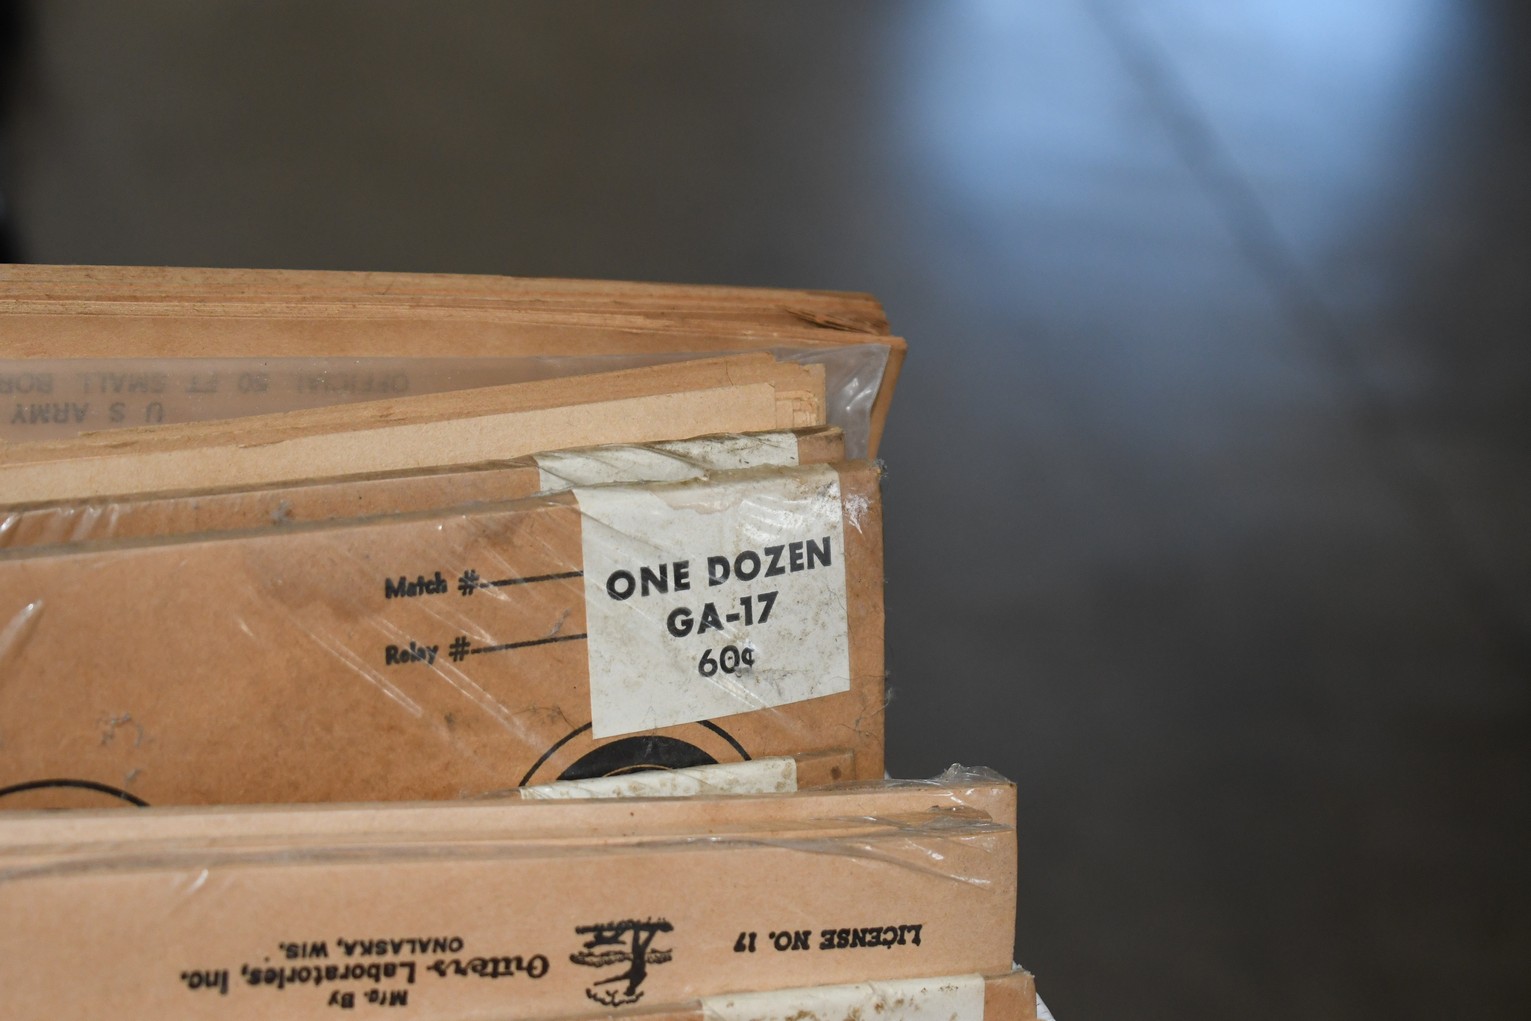 OFFICIAL 50 FT SMALL BOR
U S ARMY
Match #
Relay #
ONE DOZEN
GA-17
60¢
LICENSE NO. 17
Mfg. By
Outers Laboratories, Inc.
ONALASKA, WIS.